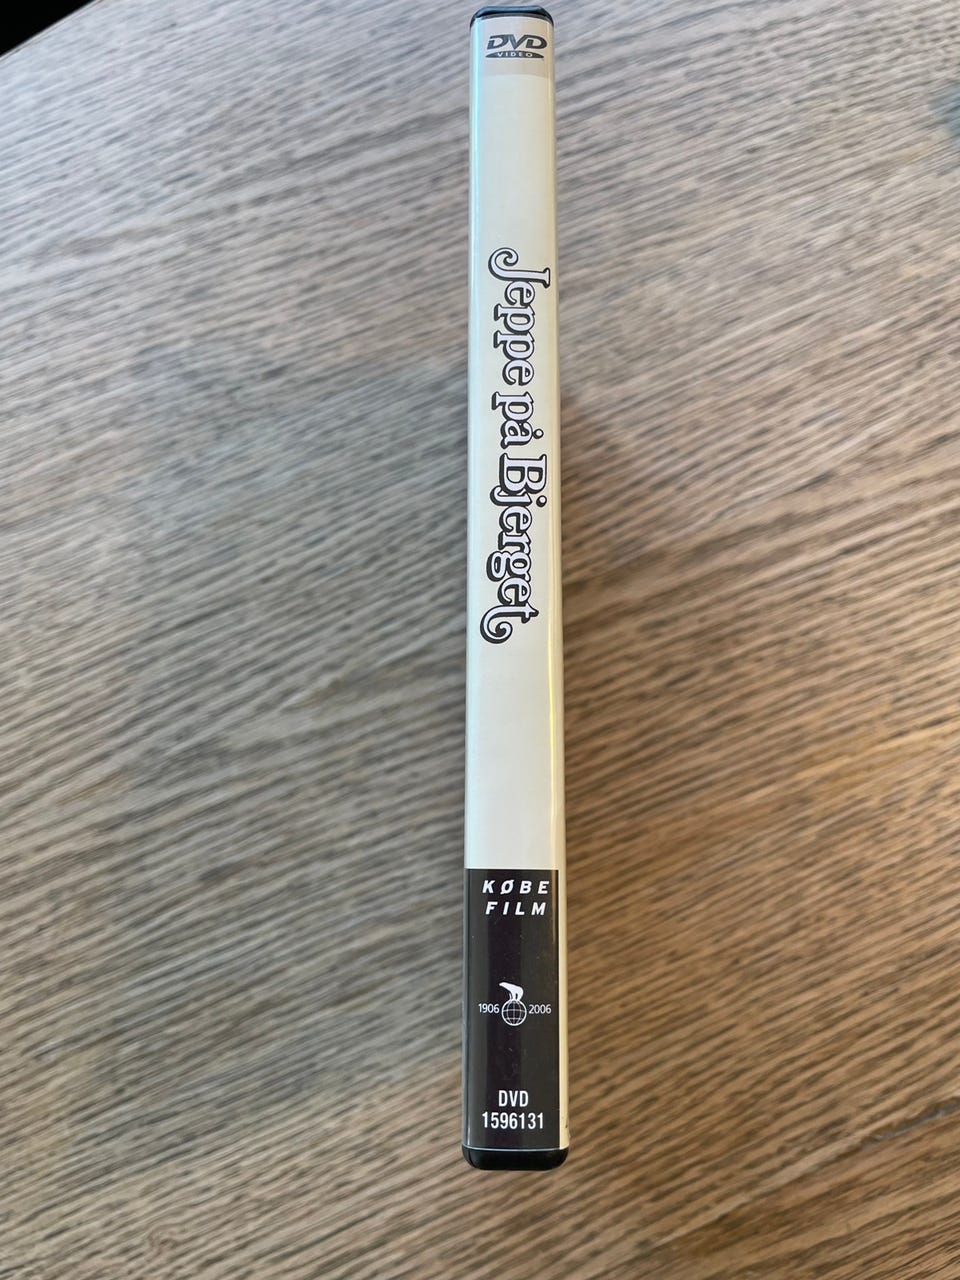 DVD
VIDEO
Jeppe på Bjerget
KØBE
FILM
1906 2006
DVD
1596131